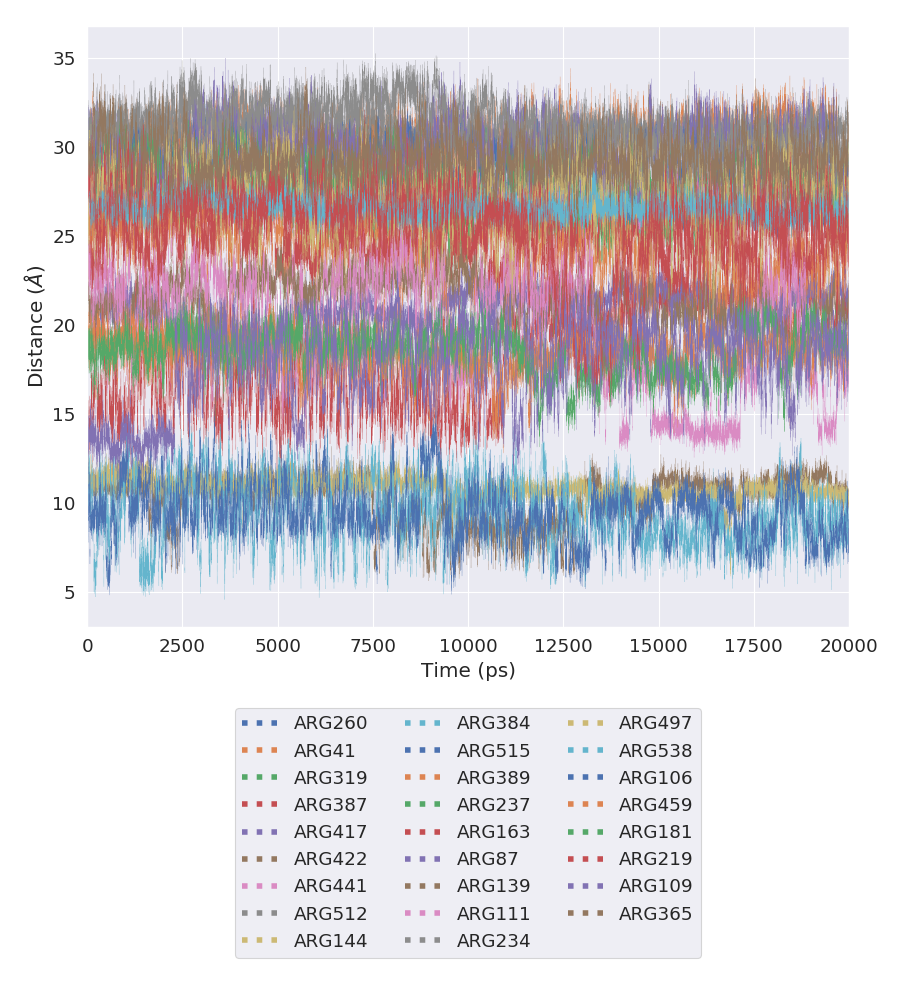 35
30
25
20
15
10
5
Distance (Å)
0 2500 5000 7500 10000 12500 15000 17500 20000
Time (ps)
ARG260 ARG384 ARG497
ARG41 ARG515 ARG538
ARG319 ARG389 ARG106
ARG387 ARG237 ARG459
ARG417 ARG163 ARG181
ARG422 ARG87 ARG219
ARG441 ARG139 ARG109
ARG512 ARG111 ARG365
ARG144 ARG234